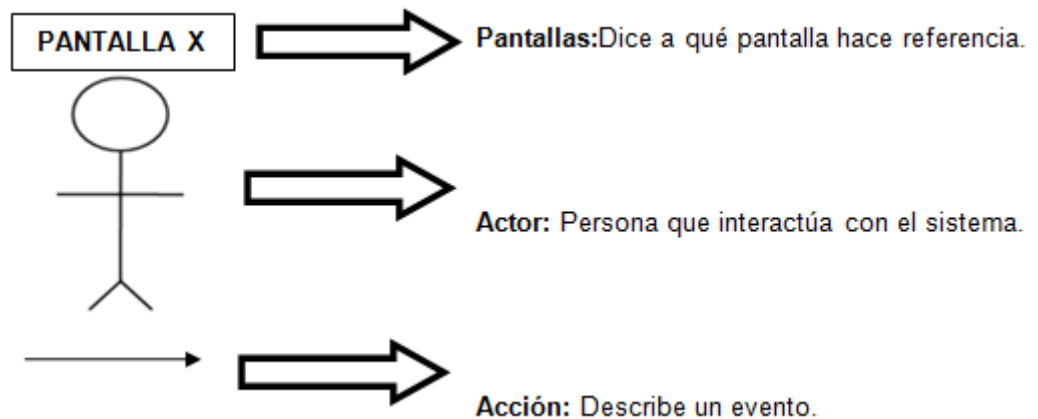 PANTALLA X
Pantallas:Dice a qué pantalla hace referencia.
Actor: Persona que interactúa con el sistema.
Acción: Describe un evento.